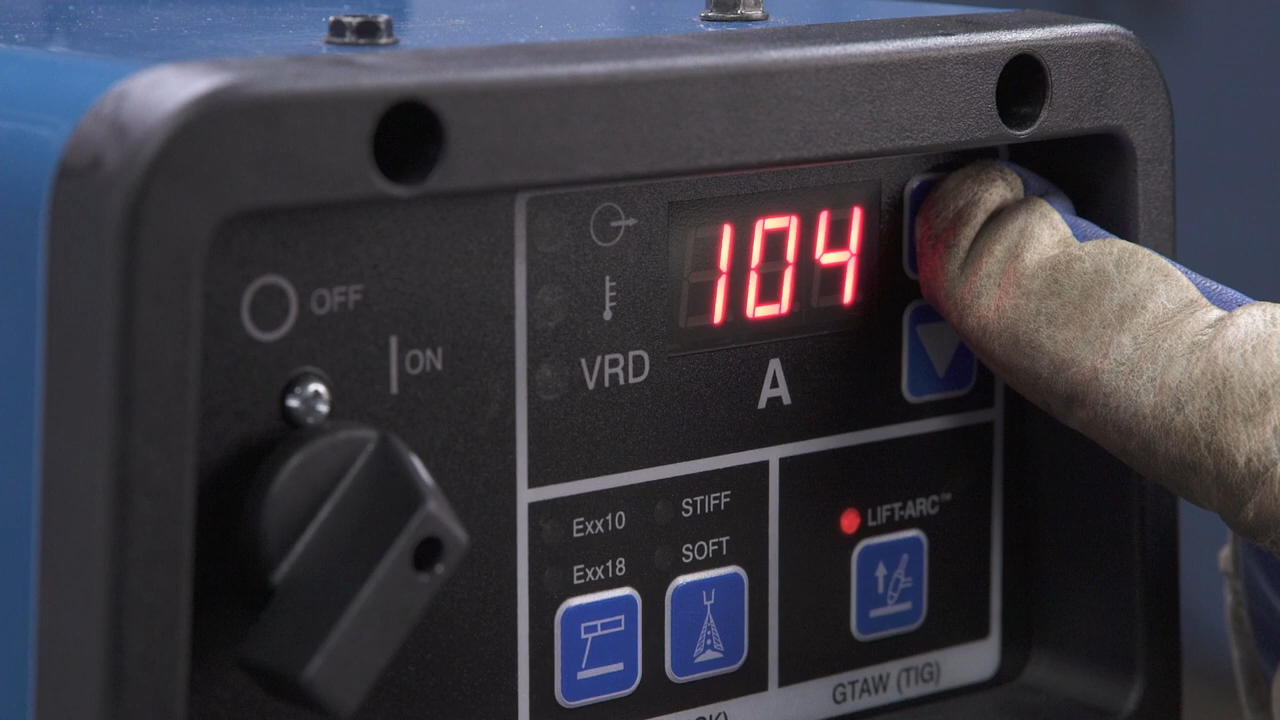 104
OFF
ON
VRD
A
Exx10
STIFF
Exx18
SOFT
LIFT-ARC™
GTAW (TIG)